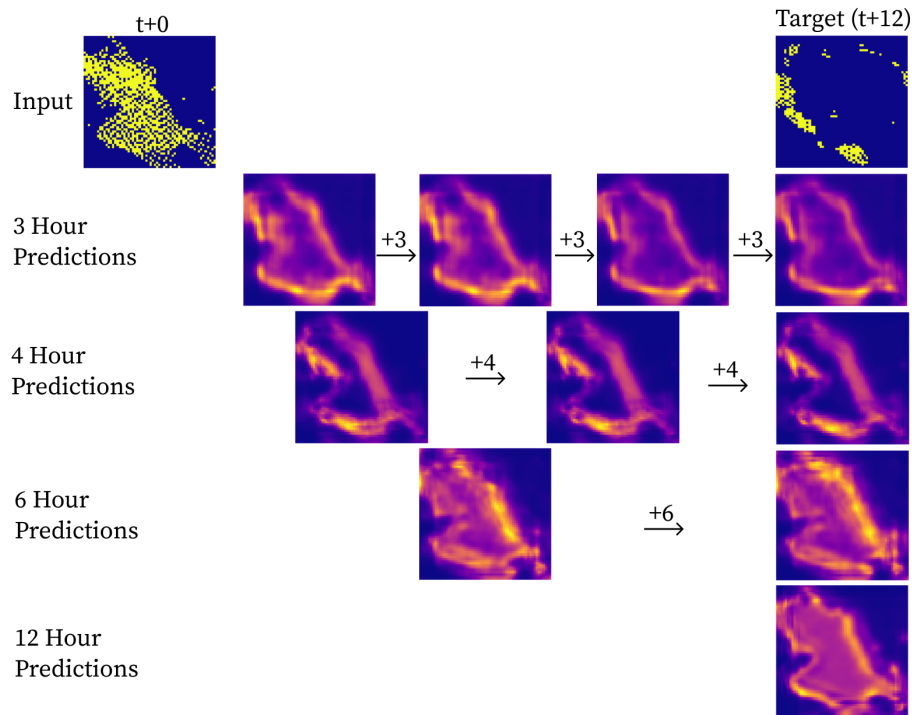 t+0
Target (t+12)
Input
3 Hour
Predictions
+3
+3
+3
4 Hour
Predictions
+4
+4
6 Hour
Predictions
+6
12 Hour
Predictions